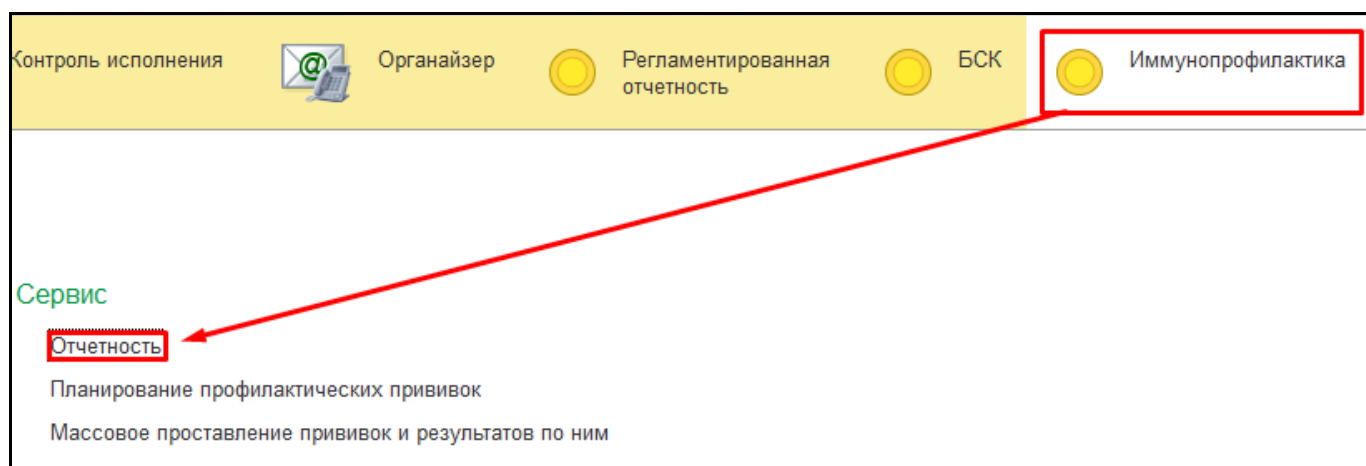 Контроль исполнения
Органайзер
Регламентированная
отчетность
БСК
Иммунопрофилактика
Сервис
Отчетность
Планирование профилактических прививок
Массовое проставление прививок и результатов по ним